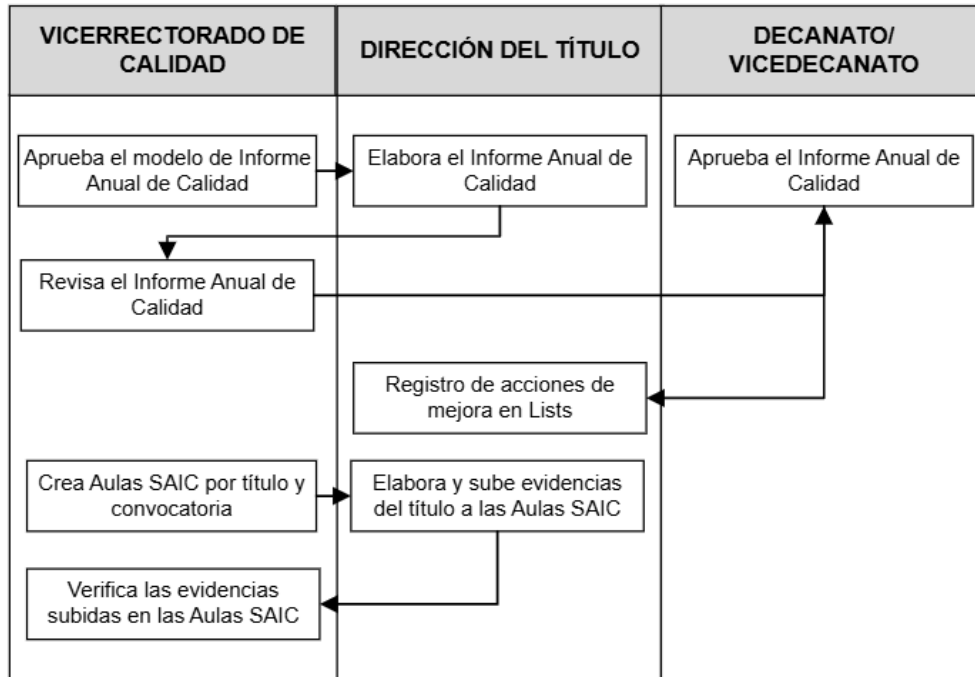 VICERRECTORADO DE
CALIDAD
DIRECCIÓN DEL TÍTULO
DECANATO/
VICEDECANATO
Aprueba el modelo de Informe
Anual de Calidad
Elabora el Informe Anual de
Calidad
Aprueba el Informe Anual de
Calidad
Revisa el Informe Anual de
Calidad
Registro de acciones de
mejora en Lists
Crea Aulas SAIC por título y
convocatoria
Elabora y sube evidencias
del título a las Aulas SAIC
Verifica las evidencias
subidas en las Aulas SAIC